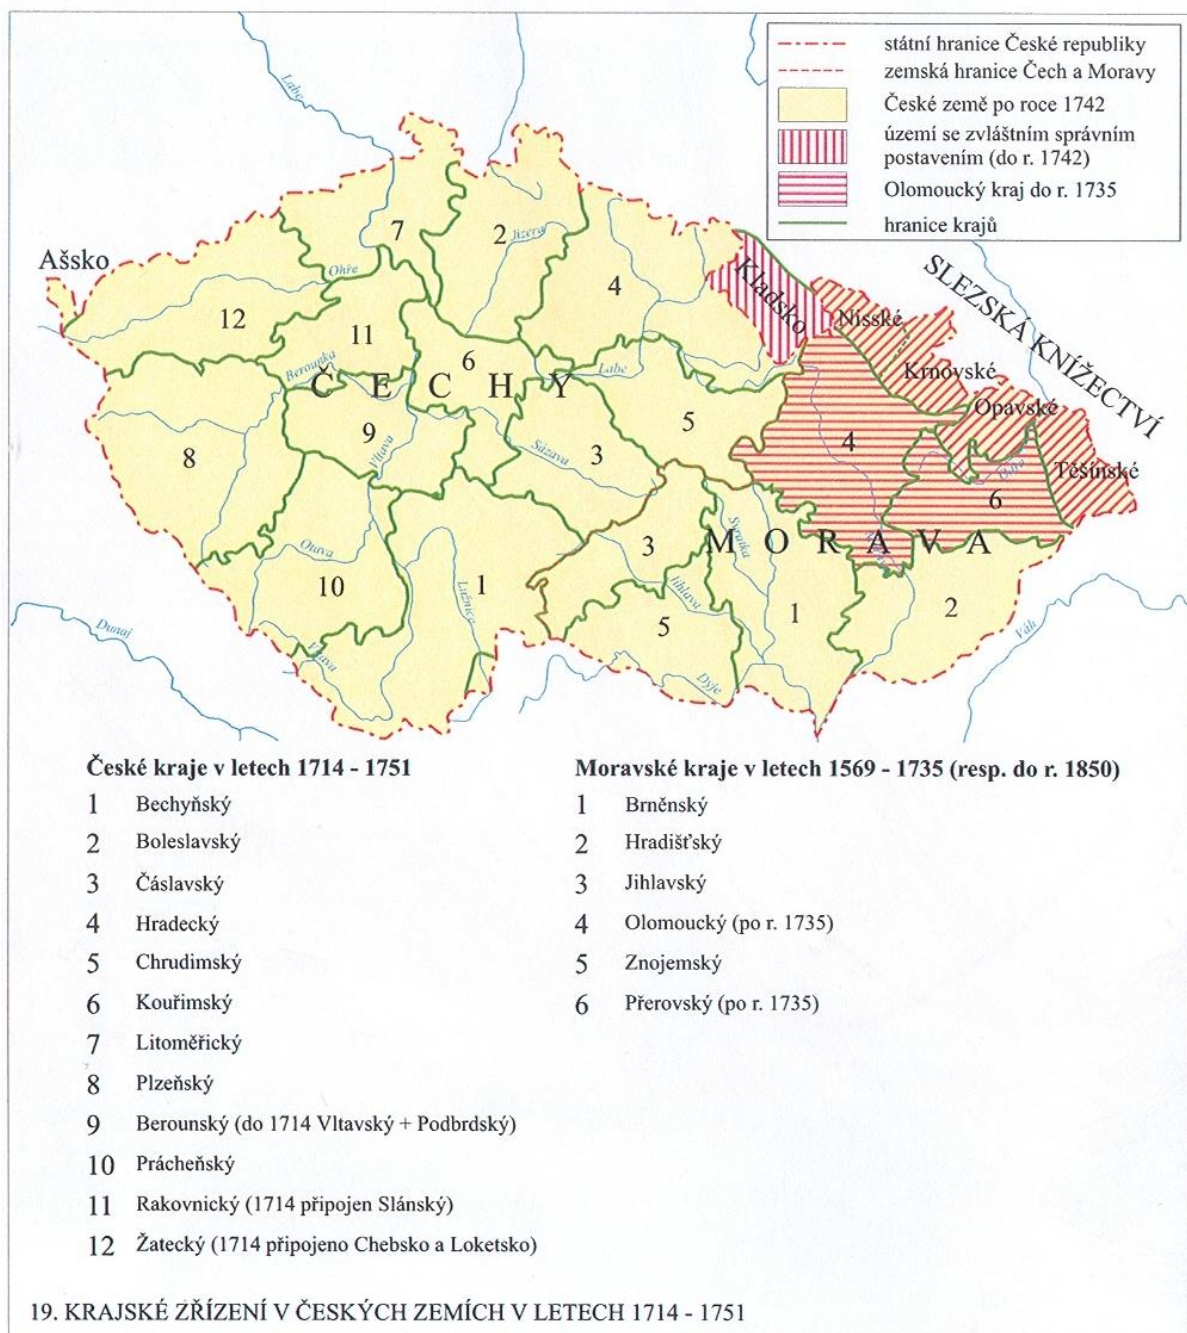 státní hranice České republiky
zemská hranice Čech a Moravy
České země po roce 1742
území se zvláštním správním
postavením (do r. 1742)
Olomoucký kraj do r. 1735
hranice krajů
Labe
Ašsko
7
2
Jizera
4
Kladsko
SLEZSKÁ KNÍŽECTVÍ
Ohře
12
11
Nisské
Berounka
6
Labe
Krnovské
ČECHY
Opavské
8
9
Vltava
Sázava
3
5
4
Odra
Těšínské
6
MORAVA
Svratka
Otava
10
1
Lužnice
3
Jihlava
5
1
2
Dunaj
Vltava
Dyje
Váh
České kraje v letech 1714 - 1751
1 Bechyňský
2 Boleslavský
3 Čáslavský
4 Hradecký
5 Chrudimský
6 Kouřimský
7 Litoměřický
8 Plzeňský
9 Berounský (do 1714 Vltavský + Podbrdský)
10 Prácheňský
11 Rakovnický (1714 připojen Slánský)
12 Žatecký (1714 připojeno Chebsko a Loketsko)
Moravské kraje v letech 1569 - 1735 (resp. do r. 1850)
1 Brněnský
2 Hradišťský
3 Jihlavský
4 Olomoucký (po r. 1735)
5 Znojemský
6 Přerovský (po r. 1735)
19. KRAJSKÉ ZŘÍZENÍ V ČESKÝCH ZEMÍCH V LETECH 1714 - 1751